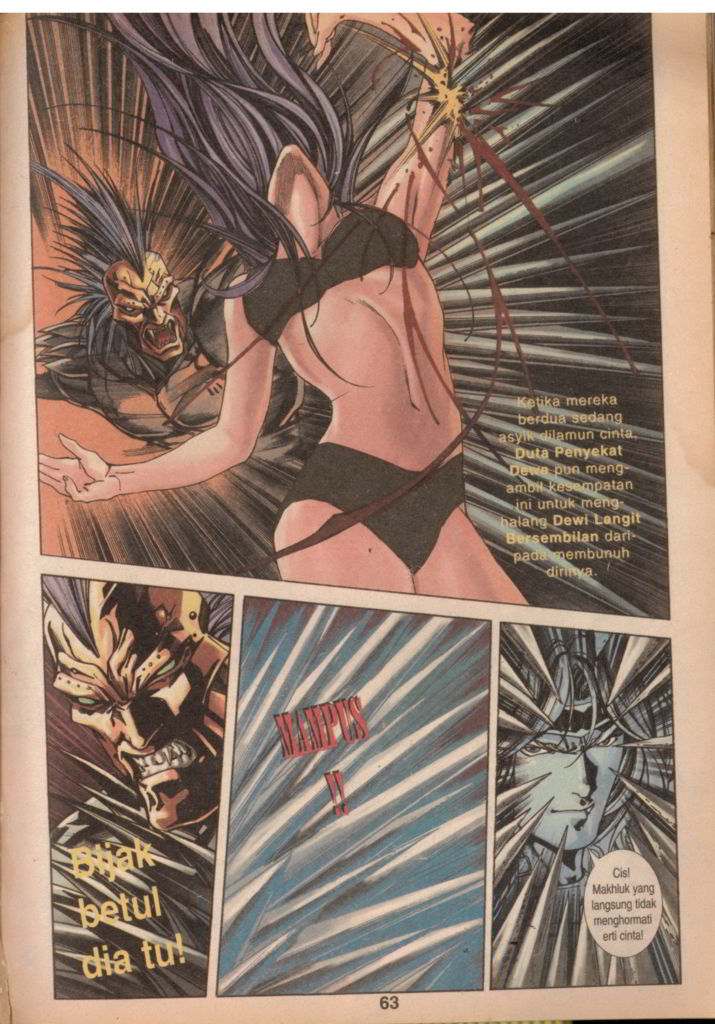 Ketika mereka
berdua sedang
asyik dilamun cinta,
Duta Penyekat
Dewa pun meng-
ambil kesempatan
ini untuk meng-
halang Dewi Langit
Bersembilan dari-
pada membunuh
dirinya.
Bijak
betul
dia tu!
MAMPUS
!!
Cis!
Makhluk yang
langsung tidak
menghormati
erti cinta!
63